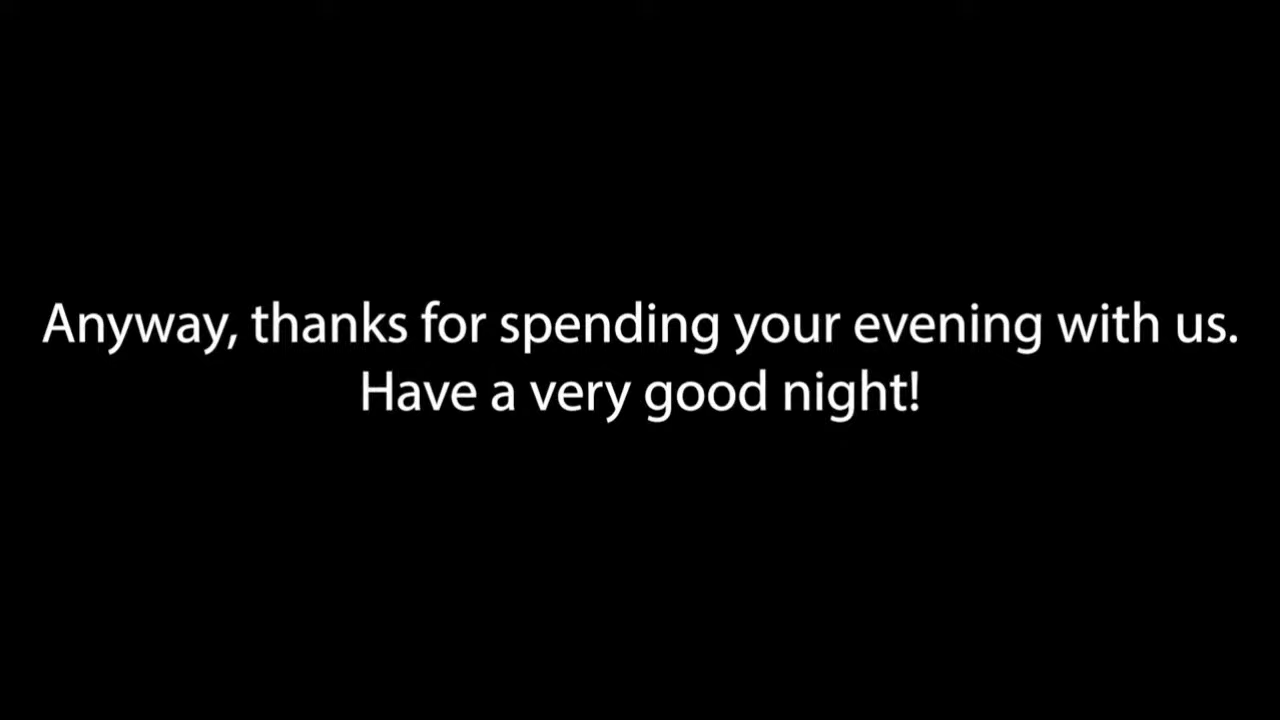 Anyway, thanks for spending your evening with us.
Have a very good night!